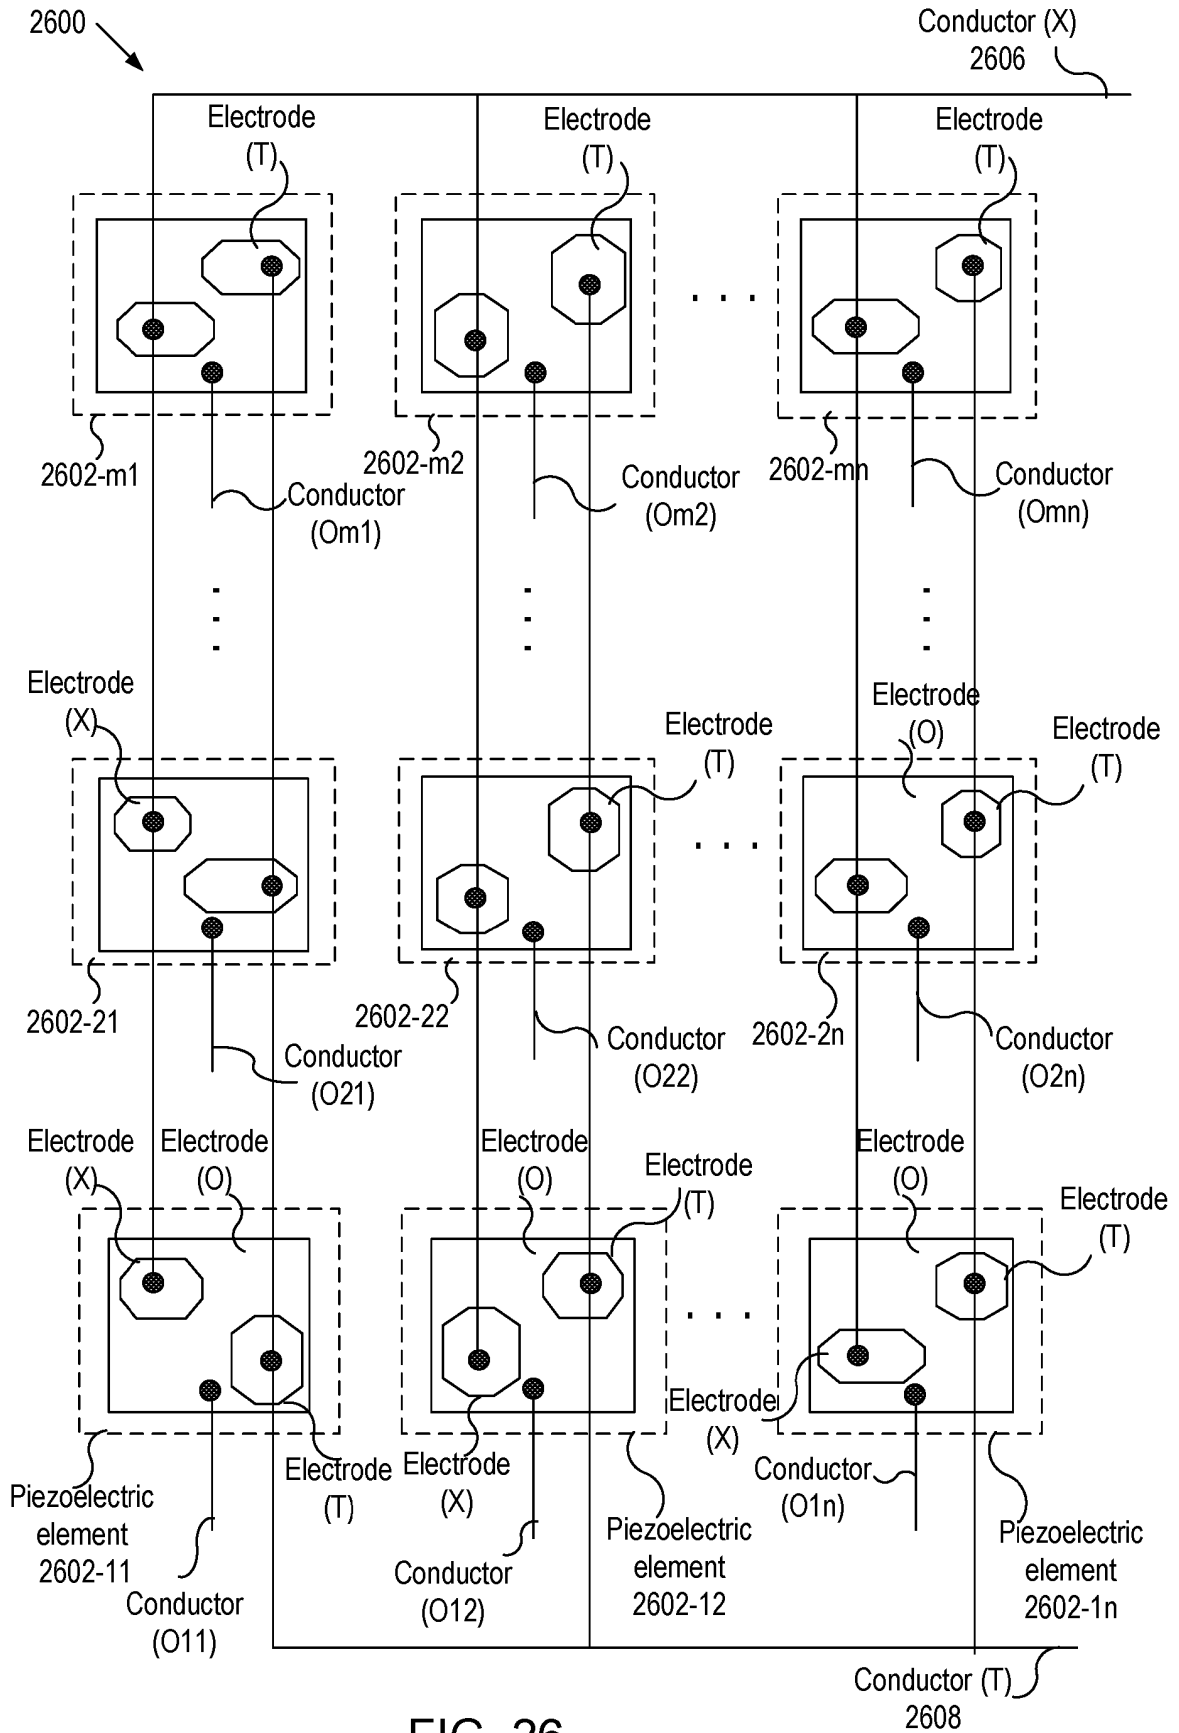 2600
Conductor (X)
2606
Electrode
(T)
Electrode
(T)
Electrode
(T)
2602-m1
2602-m2
2602-mn
Conductor
(Om1)
Conductor
(Om2)
Conductor
(Omn)
Electrode
(X)
Electrode
(T)
Electrode
(O)
Electrode
(T)
2602-21
2602-22
2602-2n
Conductor
(O21)
Conductor
(O22)
Conductor
(O2n)
Electrode
(X)
Electrode
(O)
Electrode
(O)
Electrode
(T)
Electrode
(O)
Electrode
(T)
Electrode
(T)
Electrode
(X)
Electrode
(X)
Conductor
(O1n)
Piezoelectric
element
2602-11
Conductor
(O11)
Conductor
(O12)
Piezoelectric
element
2602-12
Piezoelectric
element
2602-1n
Conductor (T)
2608
FIG. 26